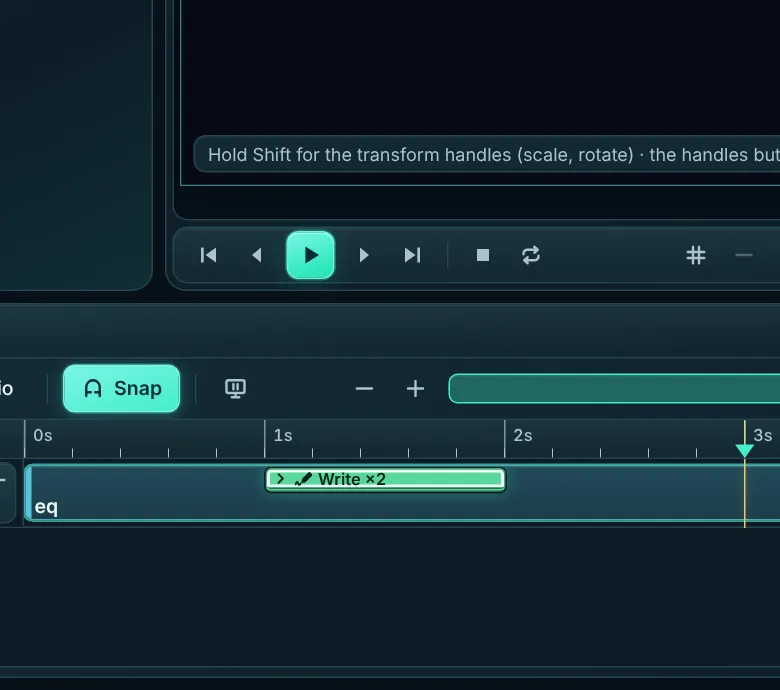 Hold Shift for the transform handles (scale, rotate) · the handles but
io
Snap
0s 1s 2s 3s
Write ×2
eq